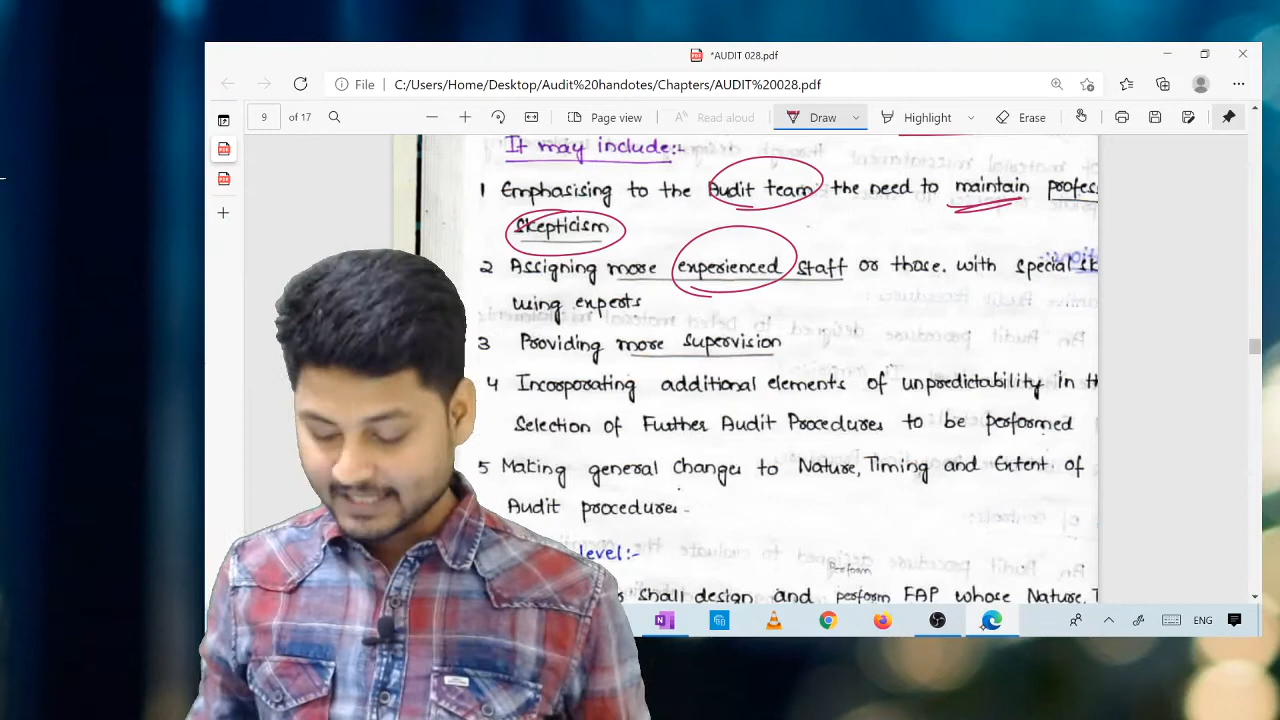 *AUDIT 028.pdf
File C:/Users/Home/Desktop/Audit%20handotes/Chapters/AUDIT%20028.pdf
9 of 17 Page view Read aloud Draw Highlight Erase
It may include:-
1 Emphasising to the Audit team the need to maintain profes
skepticism
2 Assigning more experienced staff or those. with special sk
using experts
3 Providing more supervision
4 Incorporating additional elements of unpredictability in th
Selection of Further Audit Procedures to be performed
5 Making general changes to Nature, Timing and Extent of
Audit procedures.
level:-
Perform
shall design and perform FAP whose Nature, T
ENG